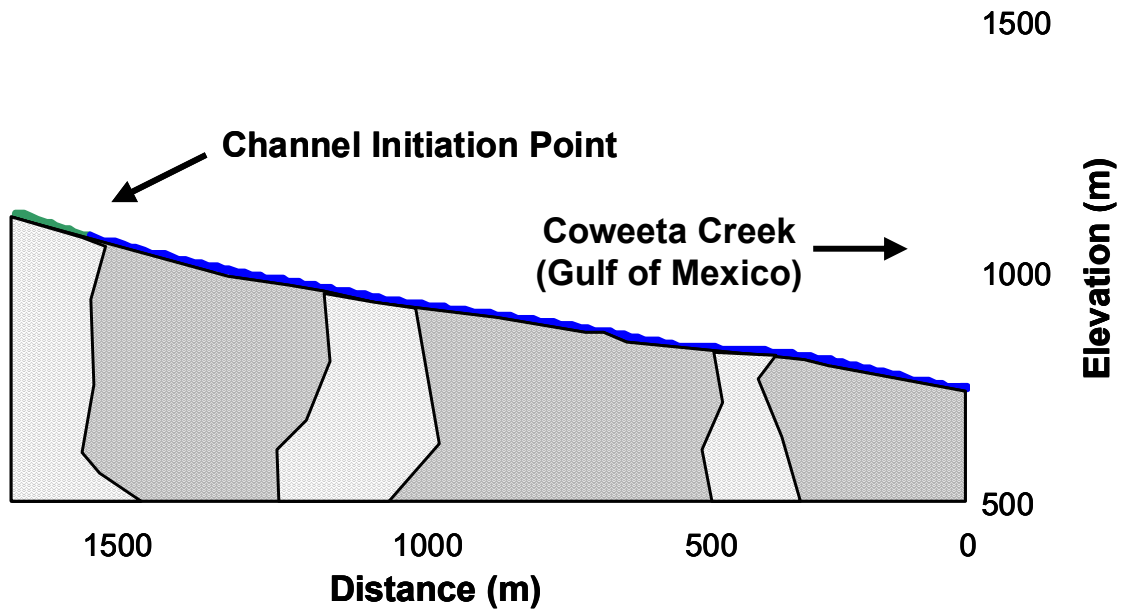 1500
Channel Initiation Point
Coweeta Creek
(Gulf of Mexico)
1000
Elevation (m)
500
1500 1000 500 0
Distance (m)